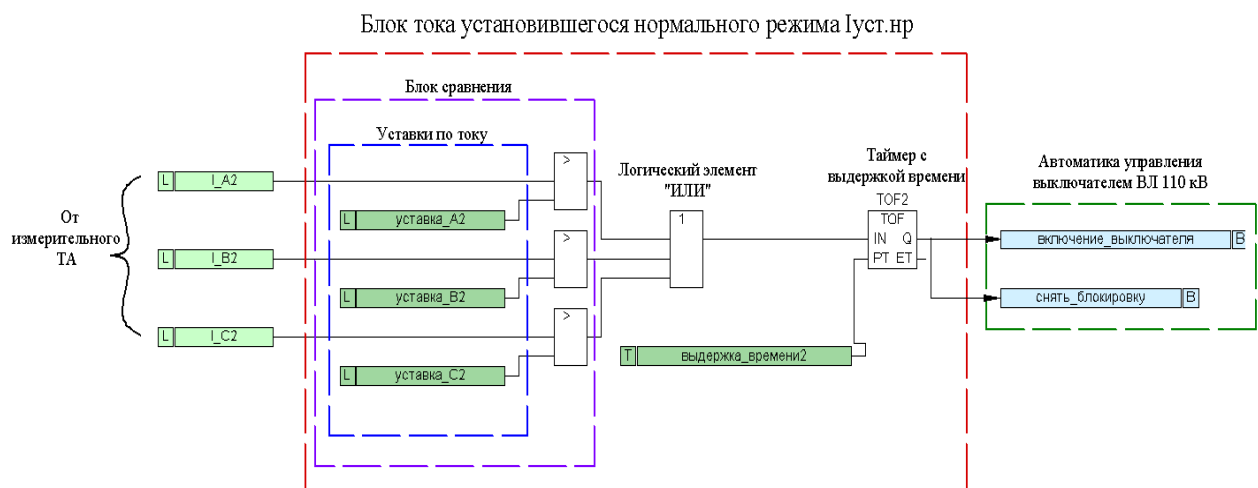 Блок тока установившегося нормального режима Iуст.нр
Блок сравнения
Уставки по току
От
измерительного
ТА
L I_A2
L I_B2
L I_C2
L уставка_A2
L уставка_B2
L уставка_C2
>
>
>
Логический элемент
"ИЛИ"
1
Таймер с
выдержкой времени
TOF2
TOF
IN Q
PT ET
T выдержка_времени2
Автоматика управления
выключателем ВЛ 110 кВ
включение_выключателя B
снять_блокировку B